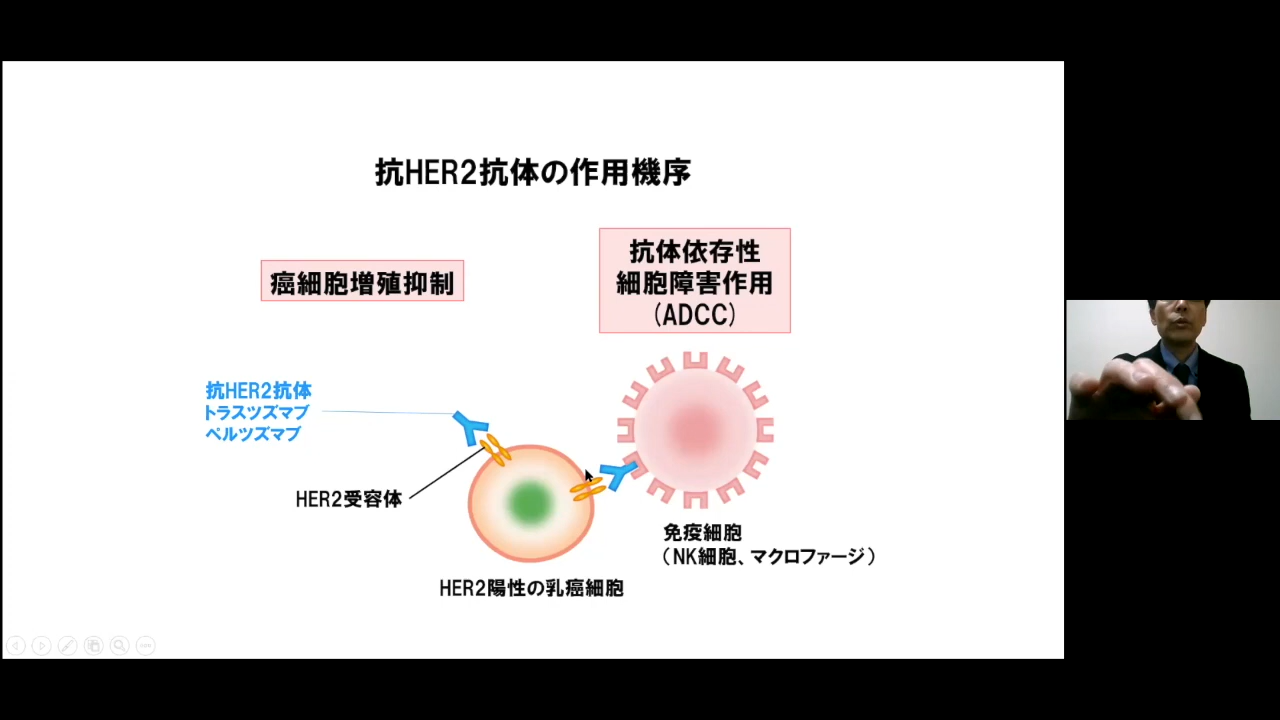 抗HER2抗体の作用機序
癌細胞増殖抑制
抗体依存性
細胞障害作用
（ADCC）
抗HER2抗体
トラスツズマブ
ペルツズマブ
HER2受容体
HER2陽性の乳癌細胞
免疫細胞
（NK細胞、マクロファージ）